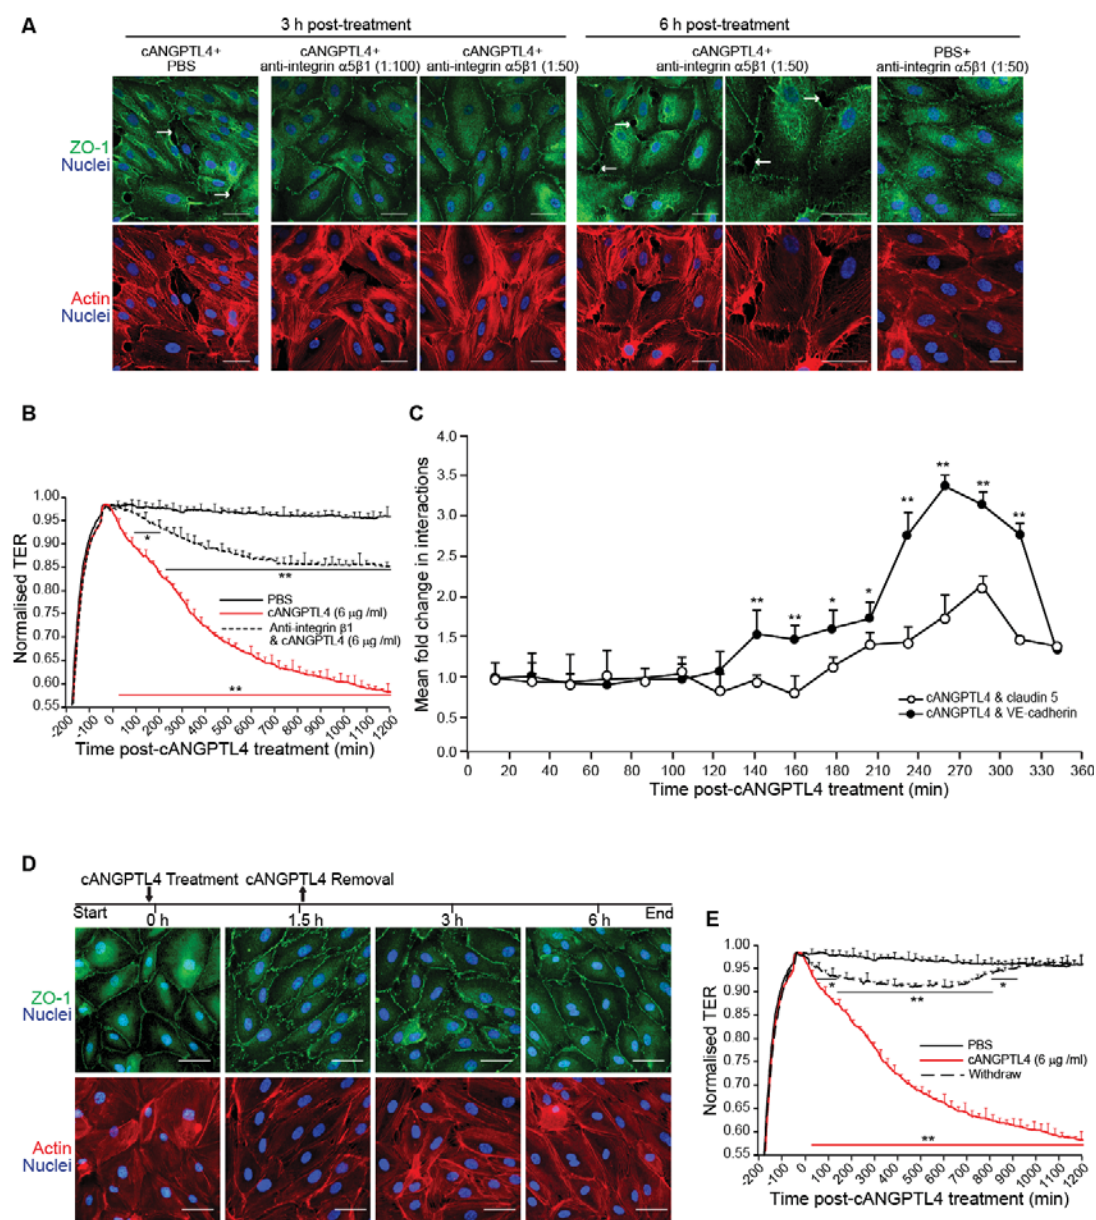 A
3 h post-treatment
6 h post-treatment
cANGPTL4+
PBS
cANGPTL4+
anti-integrin α5β1 (1:100)
cANGPTL4+
anti-integrin α5β1 (1:50)
cANGPTL4+
anti-integrin α5β1 (1:50)
PBS+
anti-integrin α5β1 (1:50)
ZO-1
Nuclei
Actin
Nuclei
B
Normalised TER
1.00
0.95
0.90
0.85
0.80
0.75
0.70
0.65
0.60
0.55
*
**
PBS
cANGPTL4 (6 μg /ml)
Anti-integrin β1
& cANGPTL4 (6 μg /ml)
**
-200 -100 0 100 200 300 400 500 600 700 800 900 1000 1100 1200
Time post-cANGPTL4 treatment (min)
C
Mean fold change in interactions
4.0
3.5
3.0
2.5
2.0
1.5
1.0
0.5
0.0
** ** * * ** ** ** **
cANGPTL4 & claudin 5
cANGPTL4 & VE-cadherin
0 20 40 60 80 100 120 140 160 180 210 240 270 300 330 360
Time post-cANGPTL4 treatment (min)
D
cANGPTL4 Treatment cANGPTL4 Removal
Start 0 h 1.5 h 3 h 6 h End
ZO-1
Nuclei
Actin
Nuclei
E
Normalised TER
1.00
0.95
0.90
0.85
0.80
0.75
0.70
0.65
0.60
0.55
* ** *
PBS
cANGPTL4 (6 μg /ml)
Withdraw
**
-200 -100 0 100 200 300 400 500 600 700 800 900 1000 1100 1200
Time post-cANGPTL4 treatment (min)